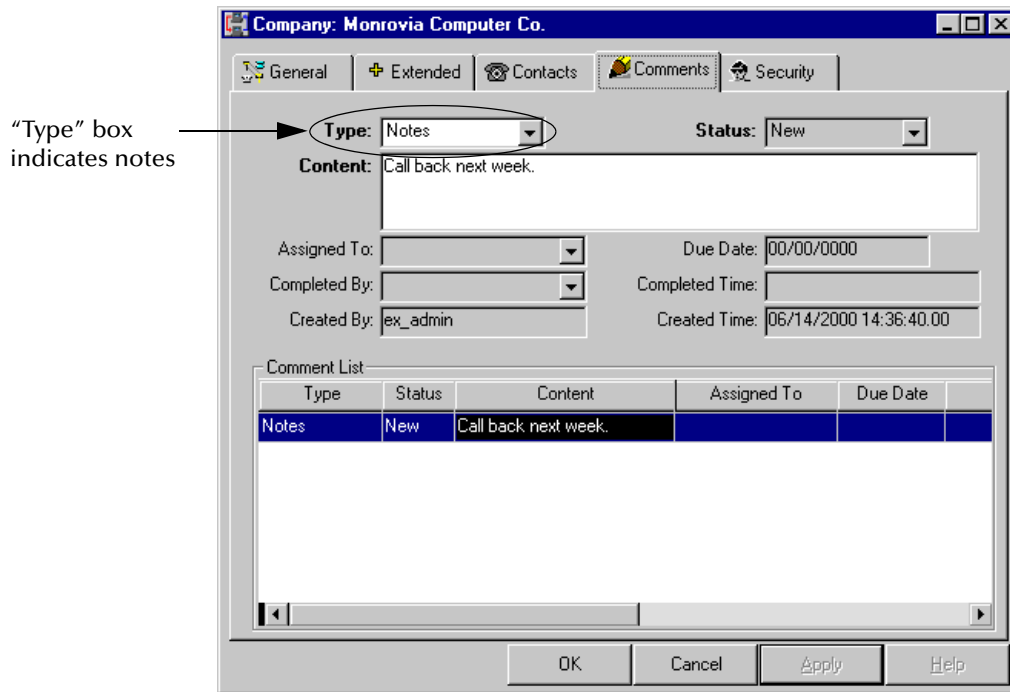 Company: Monrovia Computer Co.
General Extended Contacts Comments Security
“Type” box
indicates notes
Type: Notes Status: New
Content: Call back next week.
Assigned To: Due Date: 00/00/0000
Completed By: Completed Time:
Created By: ex_admin Created Time: 06/14/2000 14:36:40.00
Comment List
Type Status Content Assigned To Due Date
Notes New Call back next week.
OK Cancel Apply Help